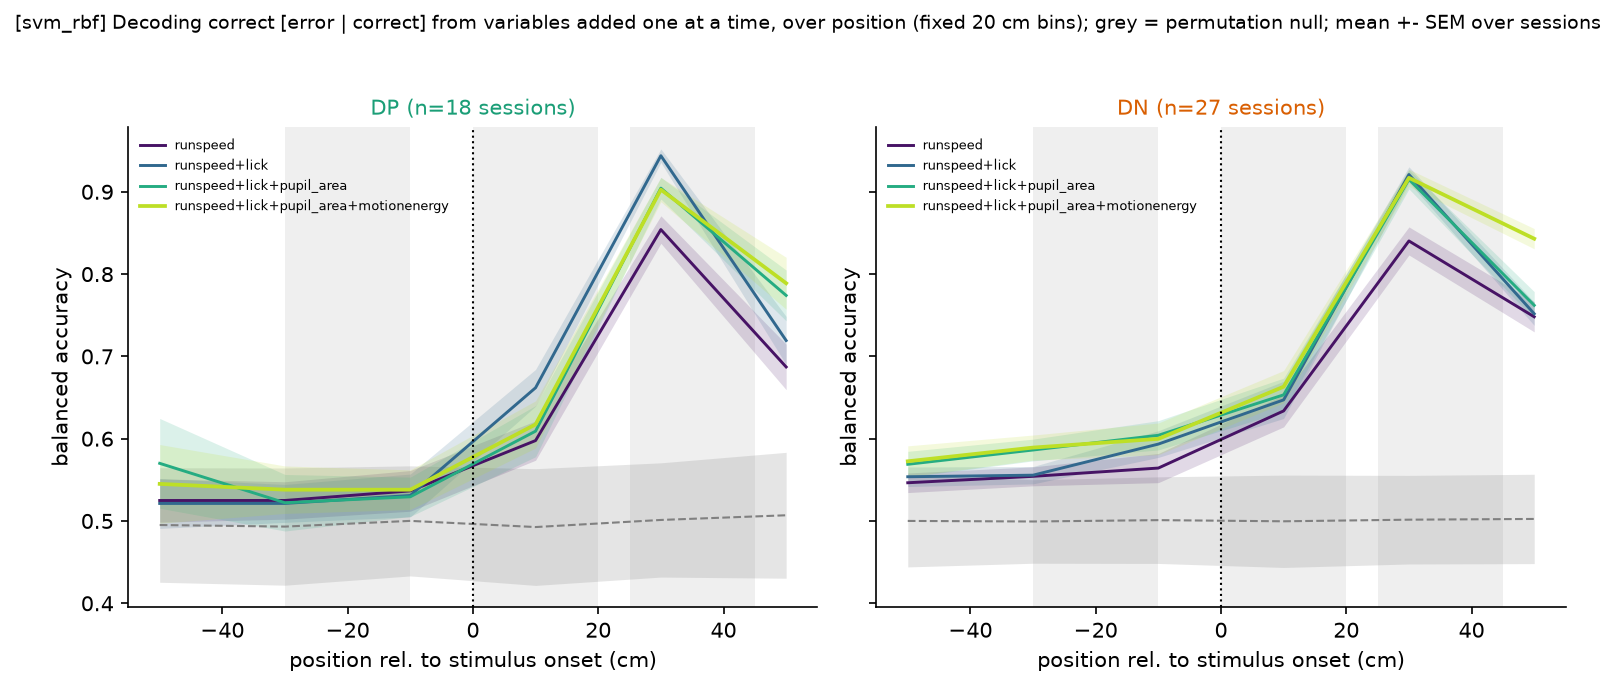 [svm_rbf] Decoding correct [error | correct] from variables added one at a time, over position (fixed 20 cm bins); grey = permutation null; mean +- SEM over sessions
DP (n=18 sessions)
runspeed
runspeed+lick
runspeed+lick+pupil_area
runspeed+lick+pupil_area+motionenergy
balanced accuracy
0.9
0.8
0.7
0.6
0.5
0.4
−40
−20
0
20
40
position rel. to stimulus onset (cm)
DN (n=27 sessions)
runspeed
runspeed+lick
runspeed+lick+pupil_area
runspeed+lick+pupil_area+motionenergy
balanced accuracy
−40
−20
0
20
40
position rel. to stimulus onset (cm)